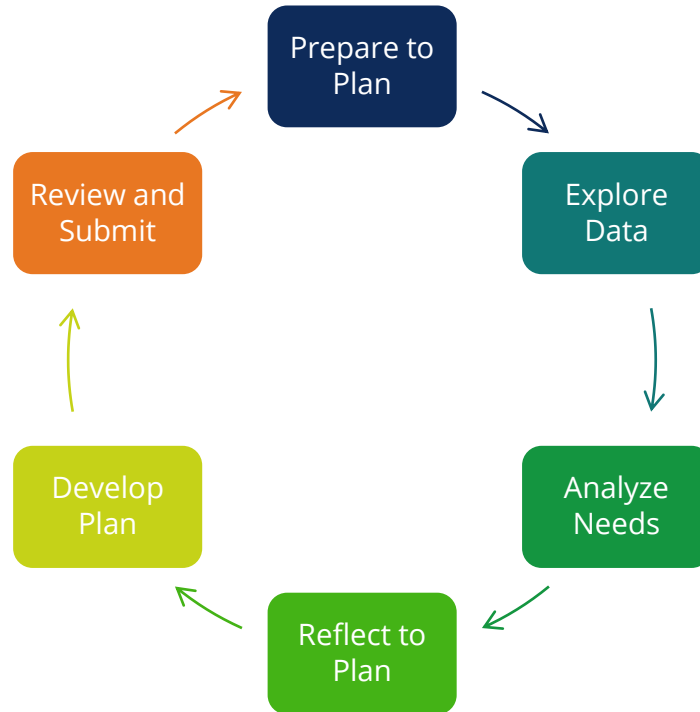 Prepare to
Plan
Explore
Data
Analyze
Needs
Reflect to
Plan
Develop
Plan
Review and
Submit